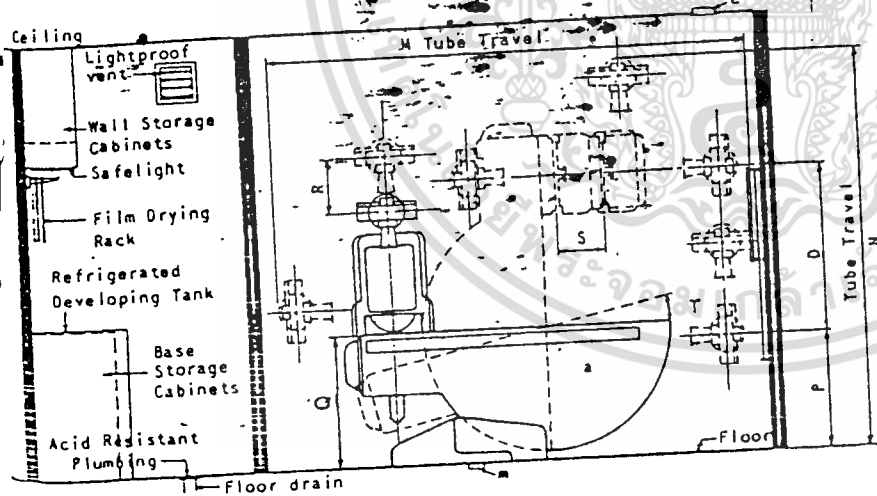 Ceiling
M Tube Travel
Lightproof
vent
Wall Storage
Cabinets
Safelight
Film Drying
Rack
Refrigerated
Developing Tank
Base
Storage
Cabinets
Acid Resistant
Plumbing
Floor drain
R
S
Q
a
m
T
D
P
Tube Travel
N
Floor